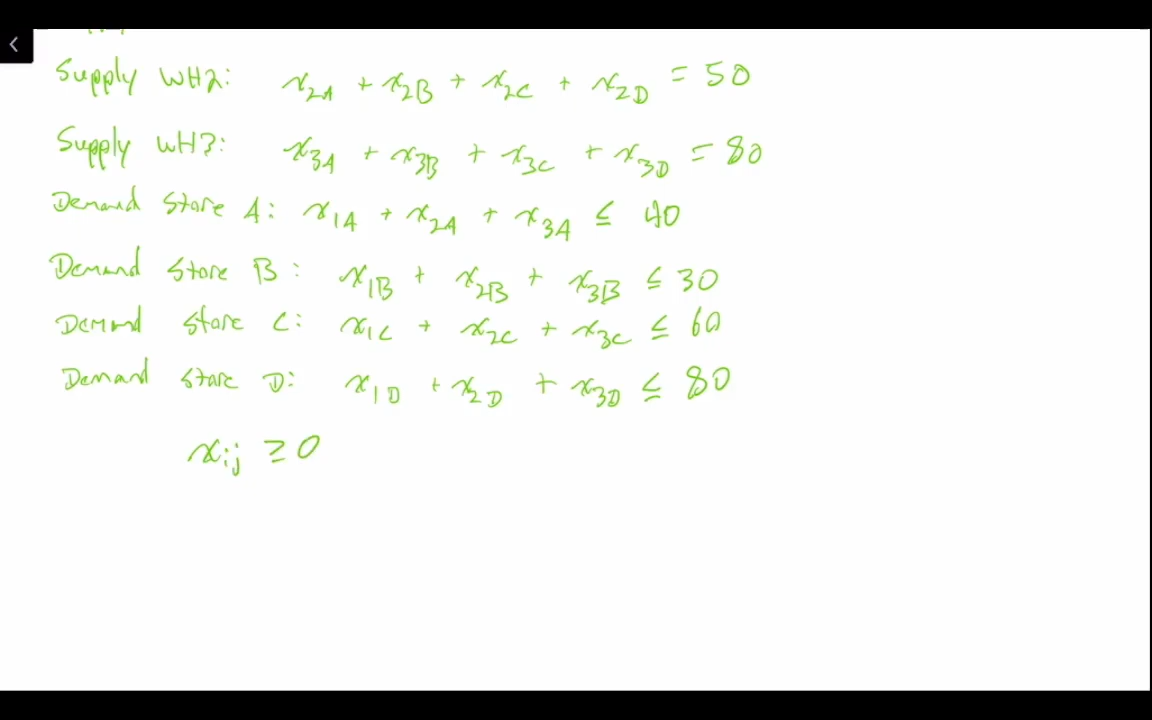 Supply WH2: x2A + x2B + x2C + x2D = 50
Supply WH3: x3A + x3B + x3C + x3D = 80
Demand Store A: x1A + x2A + x3A ≤ 40
Demand Store B: x1B + x2B + x3B ≤ 30
Demand Store C: x1C + x2C + x3C ≤ 60
Demand Store D: x1D + x2D + x3D ≤ 80
xij ≥ 0